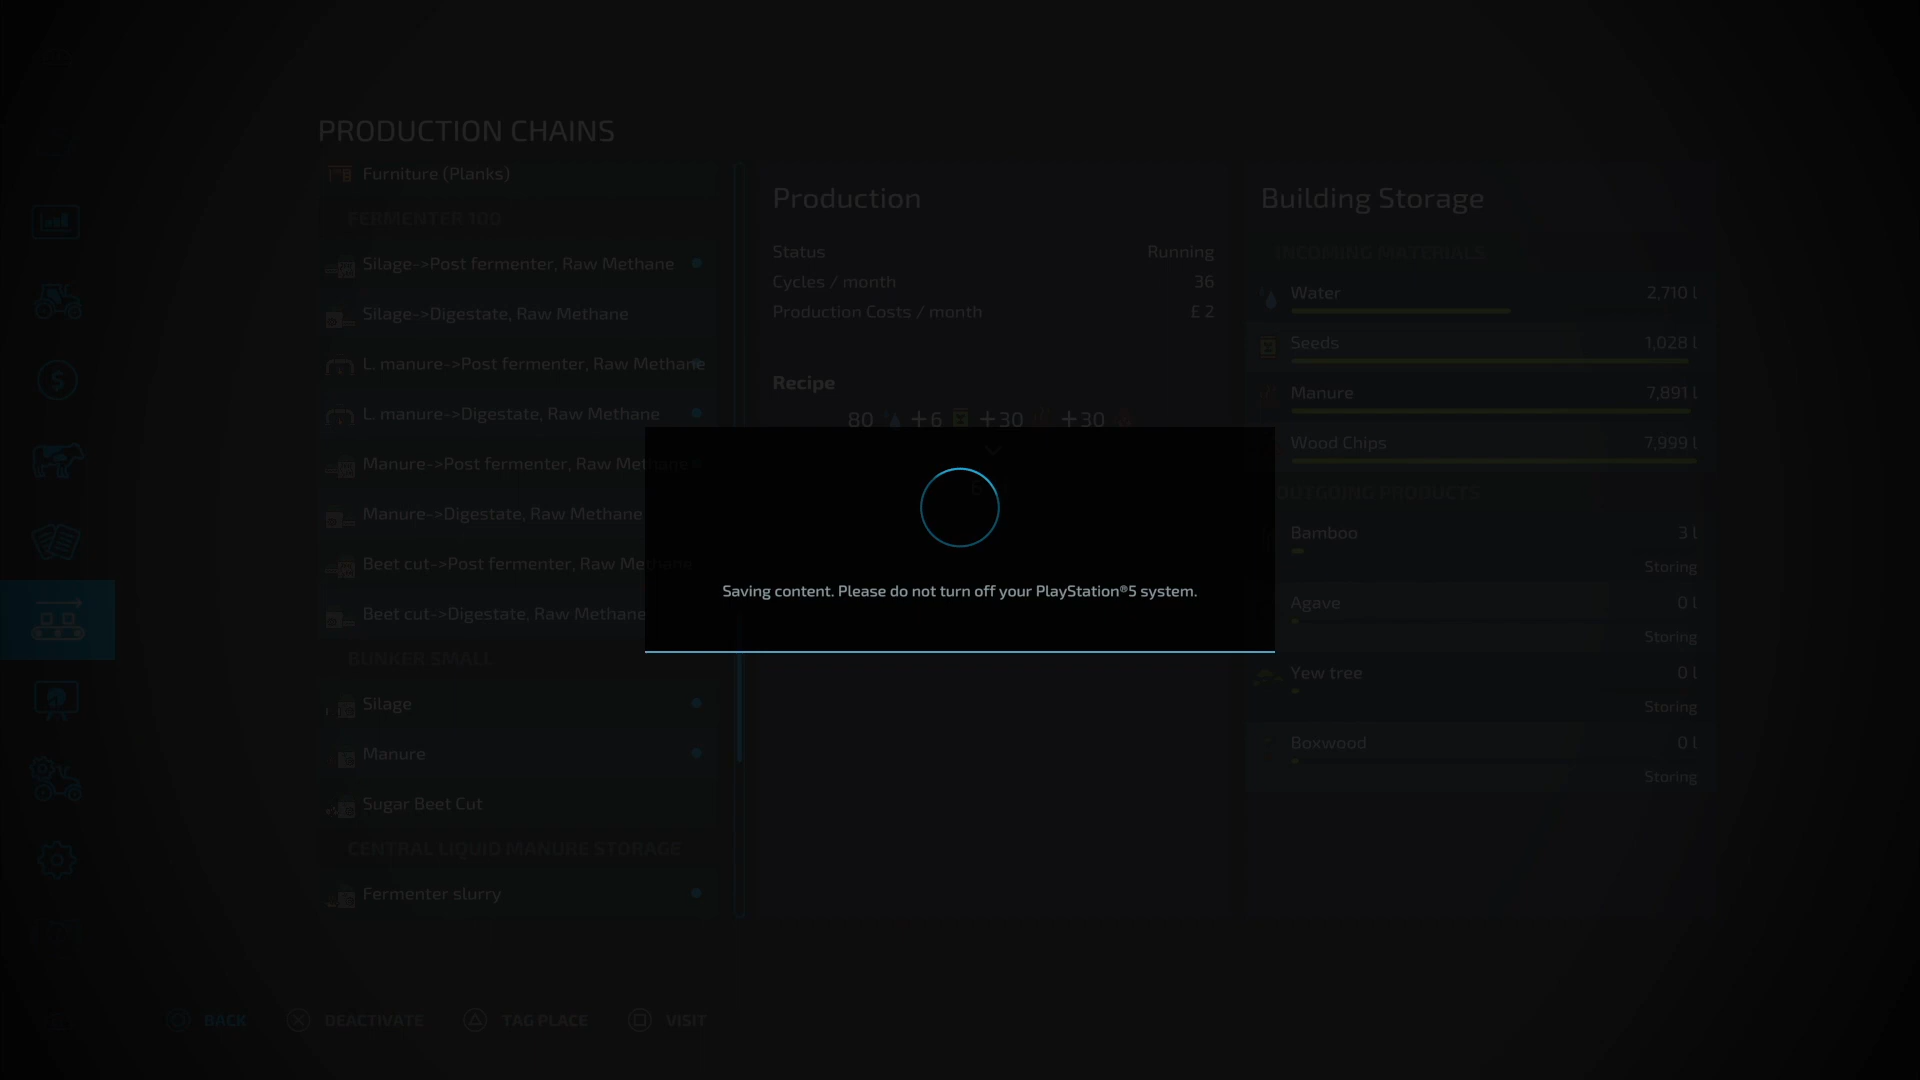 PRODUCTION CHAINS
Furniture (Planks)
FERMENTER 100
Silage->Post fermenter, Raw Methane
Silage->Digestate, Raw Methane
L. manure->Post fermenter, Raw Methane
L. manure->Digestate, Raw Methane
Manure->Post fermenter, Raw Methane
Manure->Digestate, Raw Methane
Beet cut->Post fermenter, Raw Methane
Beet cut->Digestate, Raw Methane
BUNKER SMALL
Silage
Manure
Sugar Beet Cut
CENTRAL LIQUID MANURE STORAGE
Fermenter slurry
Production
Status Running
Cycles / month 36
Production Costs / month £ 2
Recipe
80 +6 +30 +30
Saving content. Please do not turn off your PlayStation®5 system.
Building Storage
INCOMING MATERIALS
Water 2,710 l
Seeds 1,028 l
Manure 7,891 l
Wood Chips 7,999 l
OUTGOING PRODUCTS
Bamboo 3 l
Storing
Agave 0 l
Storing
Yew tree 0 l
Storing
Boxwood 0 l
Storing
BACK DEACTIVATE TAG PLACE VISIT